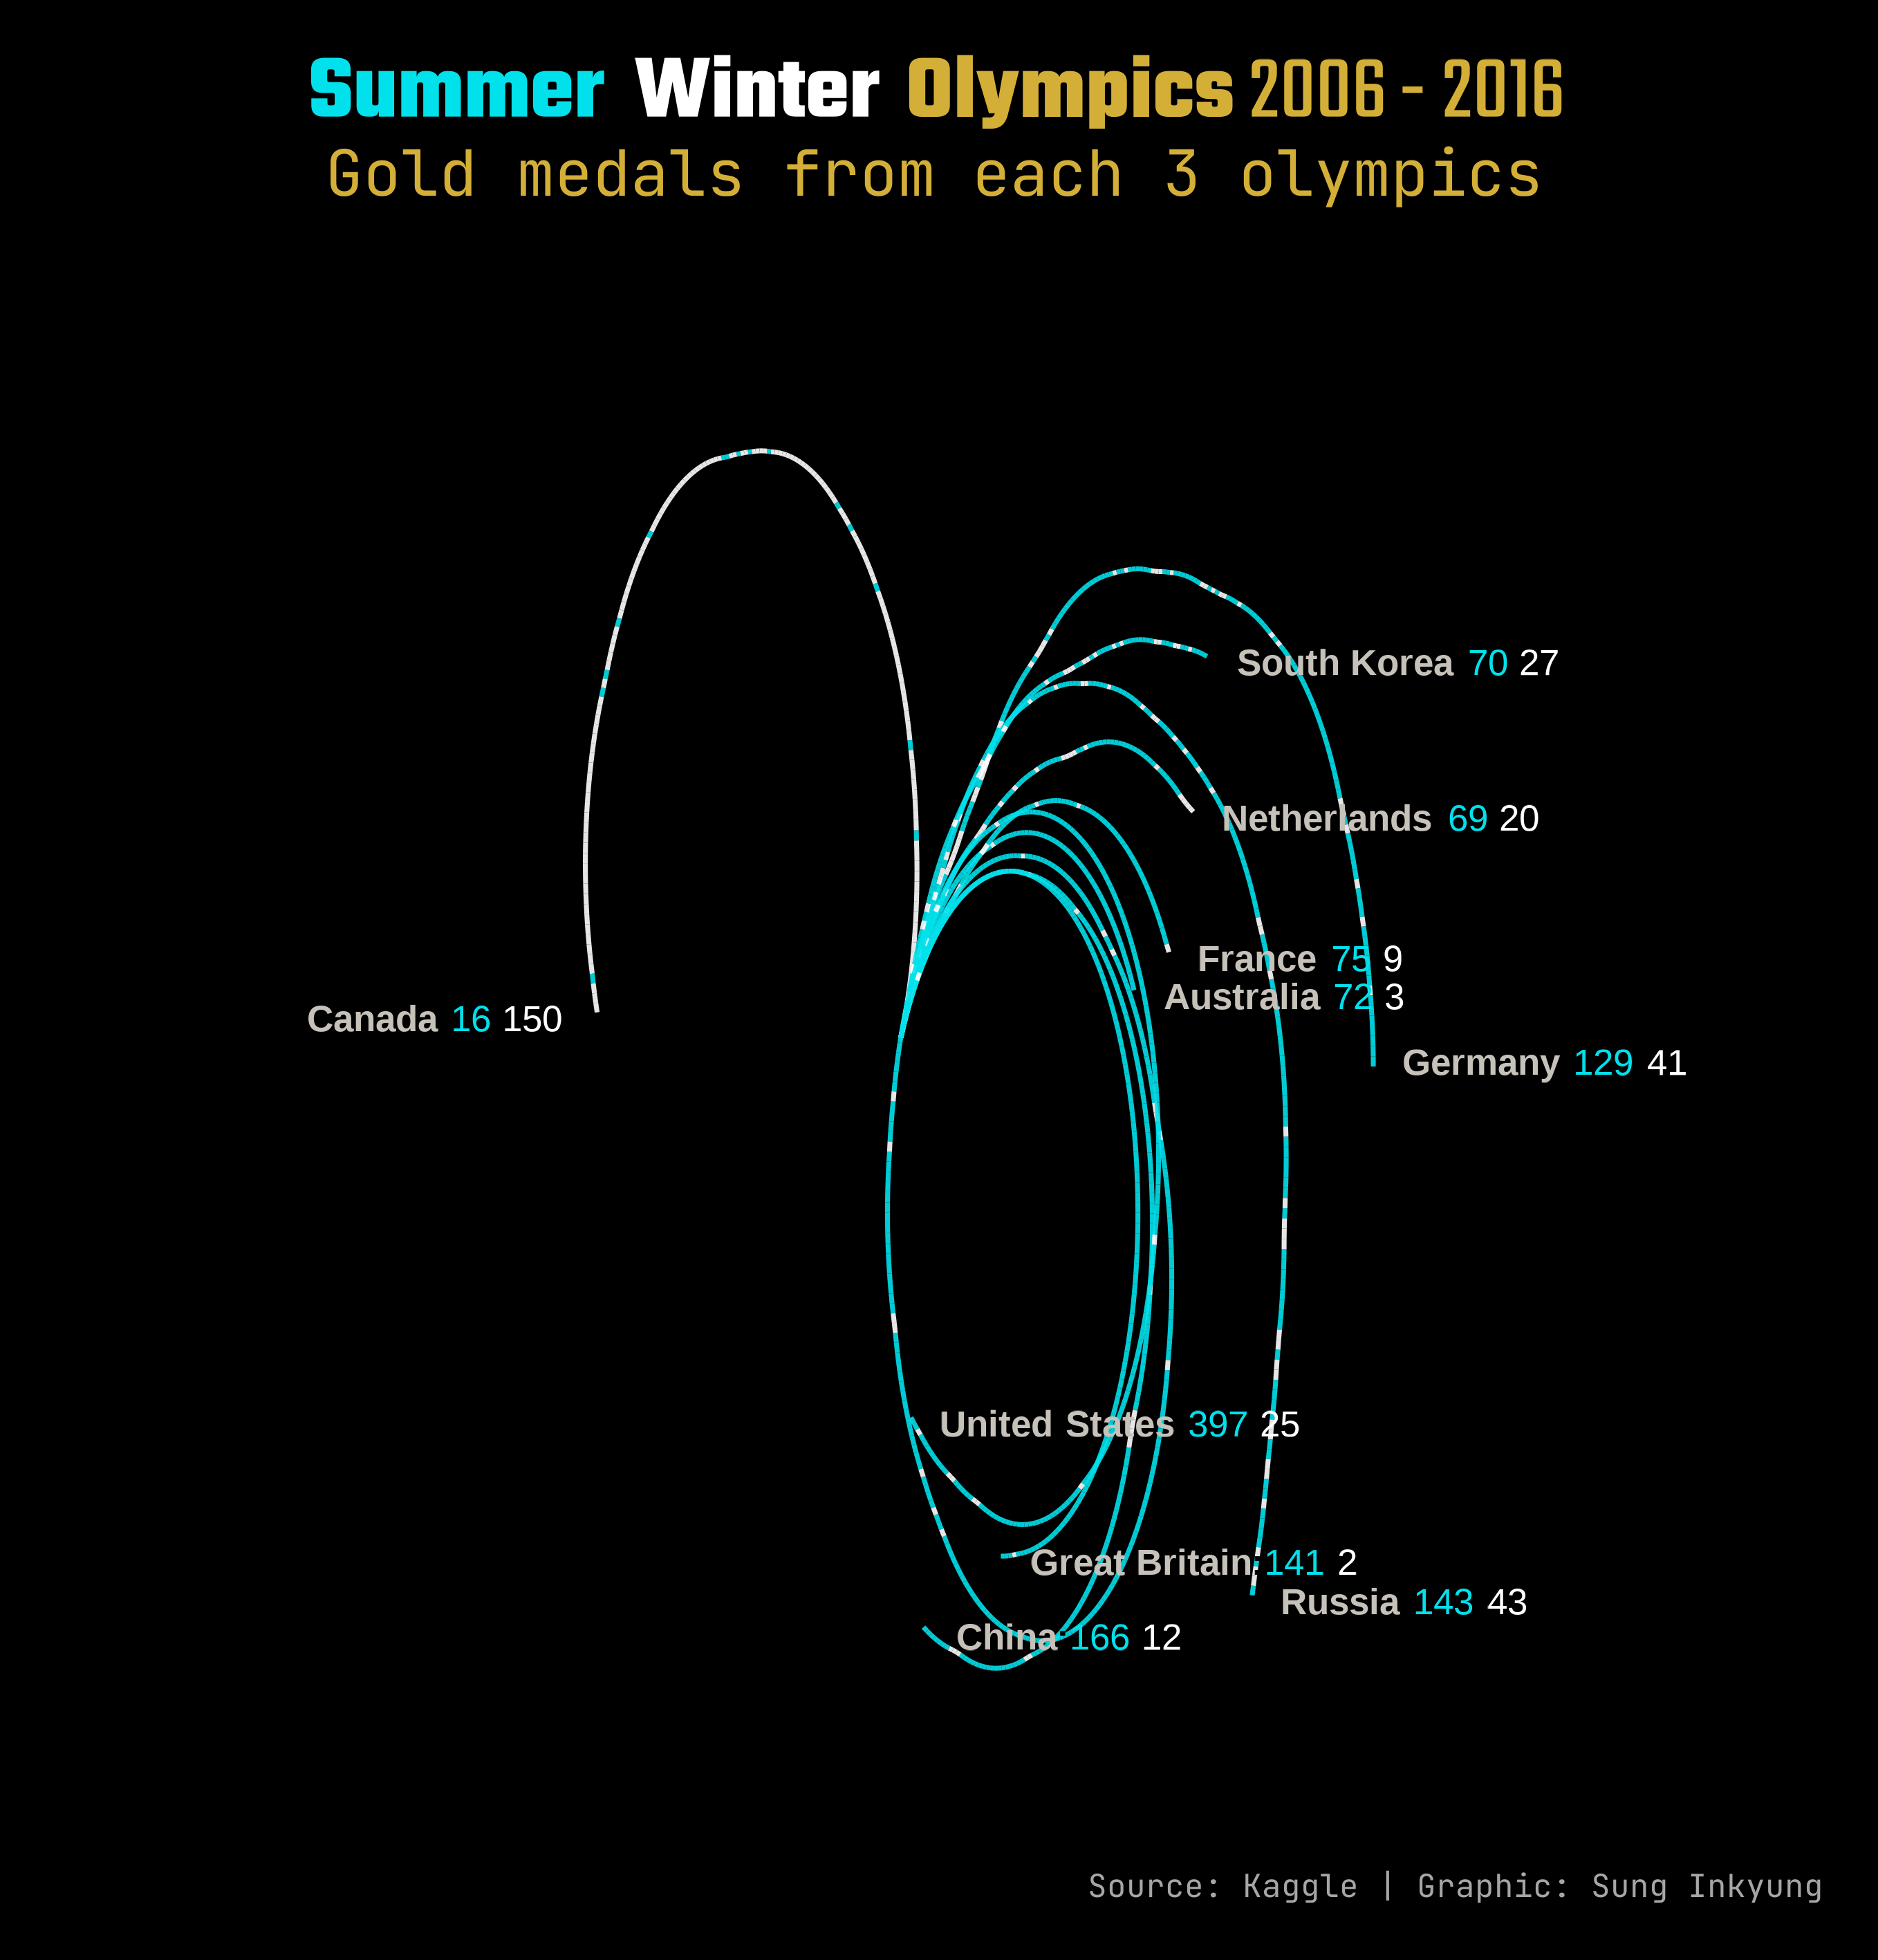 Summer Winter Olympics 2006 - 2016
Gold medals from each 3 olympics
South Korea 70 27
Netherlands 69 20
France 75 9
Australia 72 3
Canada 16 150
Germany 129 41
United States 397 25
Great Britain 141 2
Russia 143 43
China 166 12
Source: Kaggle | Graphic: Sung Inkyung